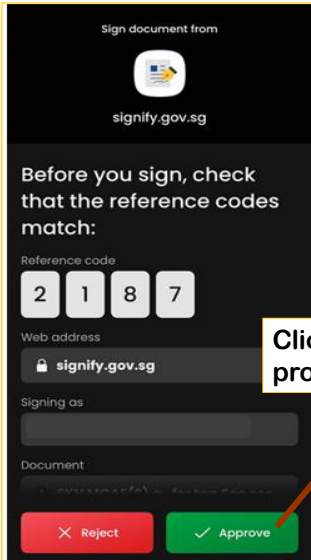 Sign document from
signify.gov.sg
Before you sign, check
that the reference codes
match:
Reference code
2 1 8 7
Web address
signify.gov.sg
Clic
pro
Signing as
Document
Reject
Approve